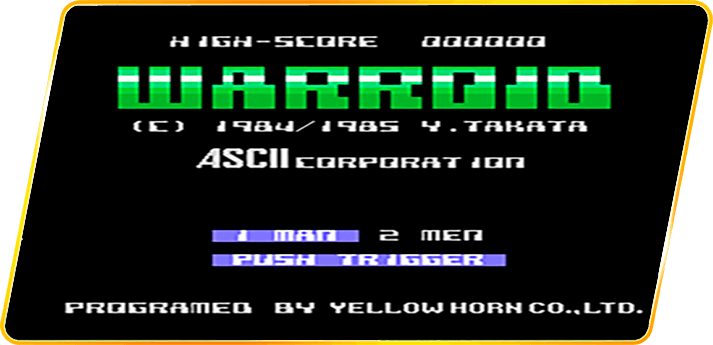 HIGH-SCORE 000000
WARROID
(C) 1984/1985 Y.TAKATA
ASCII CORPORATION
1 MAN 2 MEN
PUSH TRIGGER
PROGRAMED BY YELLOW HORN CO.,LTD.